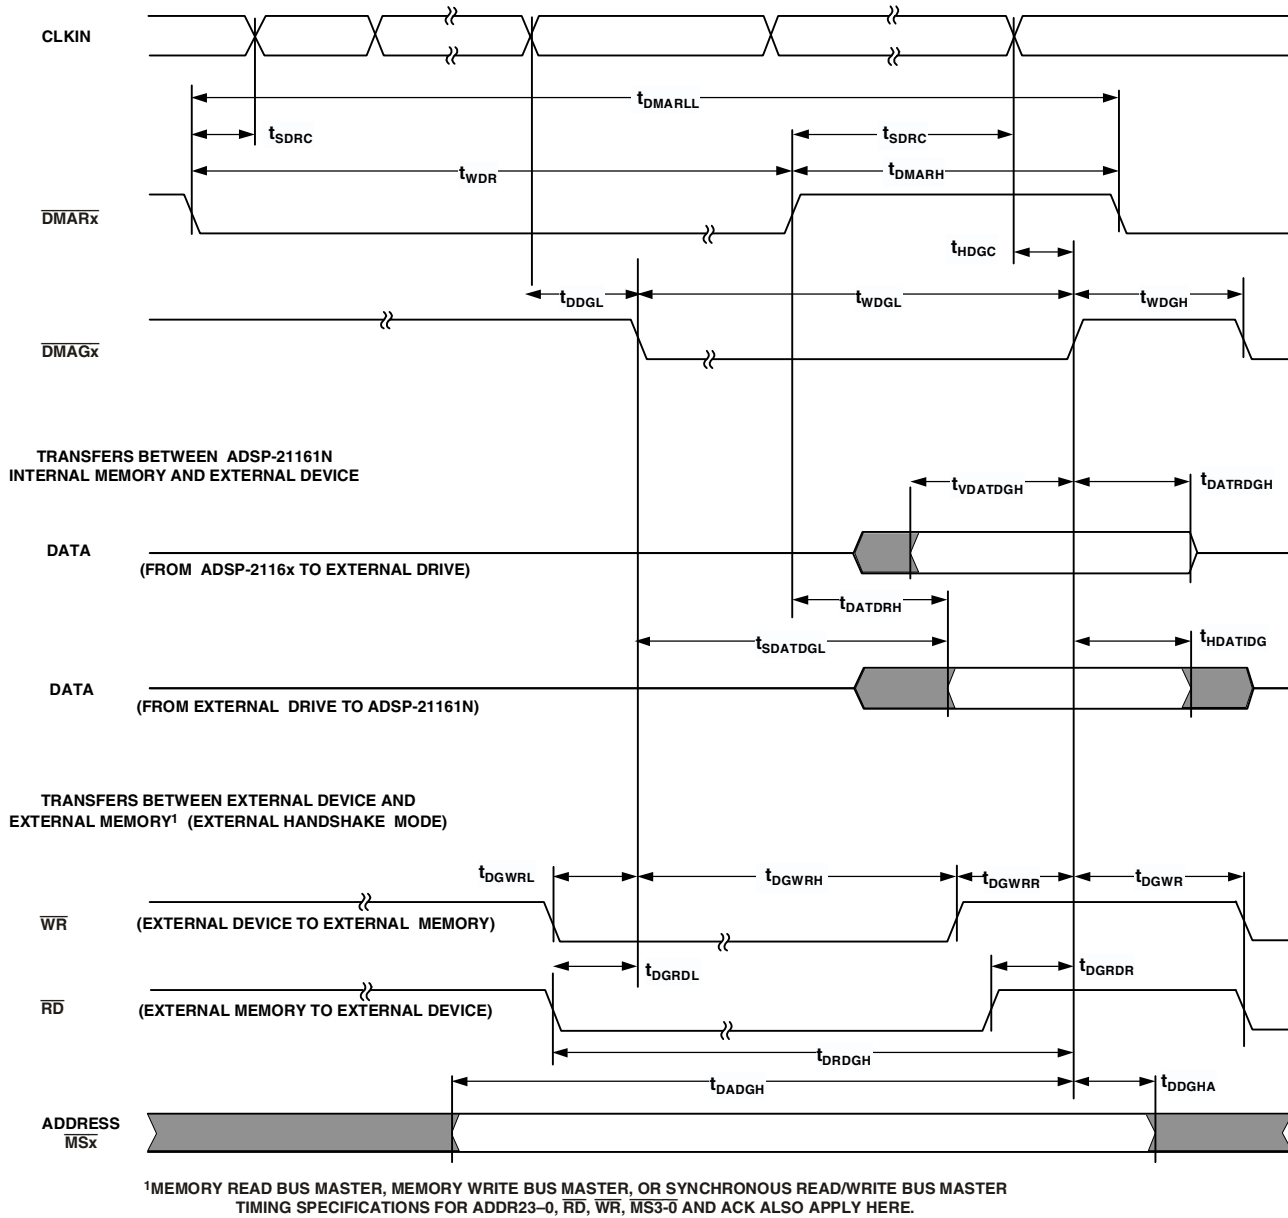 CLKIN
tDMARLL
tSDRC
tSDRC
tWDR
tDMARH
DMARx
tHDGC
tDDGL
tWDGL
tWDGH
DMAGx
TRANSFERS BETWEEN ADSP-21161N
INTERNAL MEMORY AND EXTERNAL DEVICE
tVDATDGH
tDATRDGH
DATA
(FROM ADSP-2116x TO EXTERNAL DRIVE)
tDATDRH
tSDATDGL
tHDATIDG
DATA
(FROM EXTERNAL DRIVE TO ADSP-21161N)
TRANSFERS BETWEEN EXTERNAL DEVICE AND
EXTERNAL MEMORY1 (EXTERNAL HANDSHAKE MODE)
tDGWRL
tDGWRH
tDGWRR
tDGWR
WR
(EXTERNAL DEVICE TO EXTERNAL MEMORY)
tDGRDL
tDGRDR
RD
(EXTERNAL MEMORY TO EXTERNAL DEVICE)
tDRDGH
tDADGH
tDDGHA
ADDRESS
MSx
1MEMORY READ BUS MASTER, MEMORY WRITE BUS MASTER, OR SYNCHRONOUS READ/WRITE BUS MASTER
TIMING SPECIFICATIONS FOR ADDR23–0, RD, WR, MS3-0 AND ACK ALSO APPLY HERE.